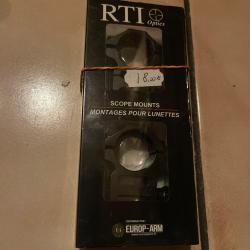 RTI
Optics
18,00€
SCOPE MOUNTS
MONTAGES POUR LUNETTES
EUROP-ARM